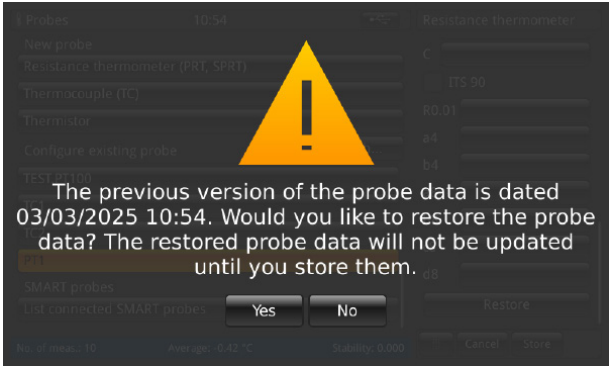 Probes
10:54
Resistance thermometer
New probe
Resistance thermometer (PRT, SPRT)
C
ITS 90
Thermocouple (TC)
R0.01
Thermistor
a4
Configure existing probe
b4
TEST PT100
The previous version of the probe data is dated
03/03/2025 10:54. Would you like to restore the probe
data? The restored probe data will not be updated
until you store them.
PT1
d8
SMART probes
List connected SMART probes
Yes
No
Restore
No. of meas.: 10
Average: -0.42 °C
Stability: 0.000
Cancel
Store